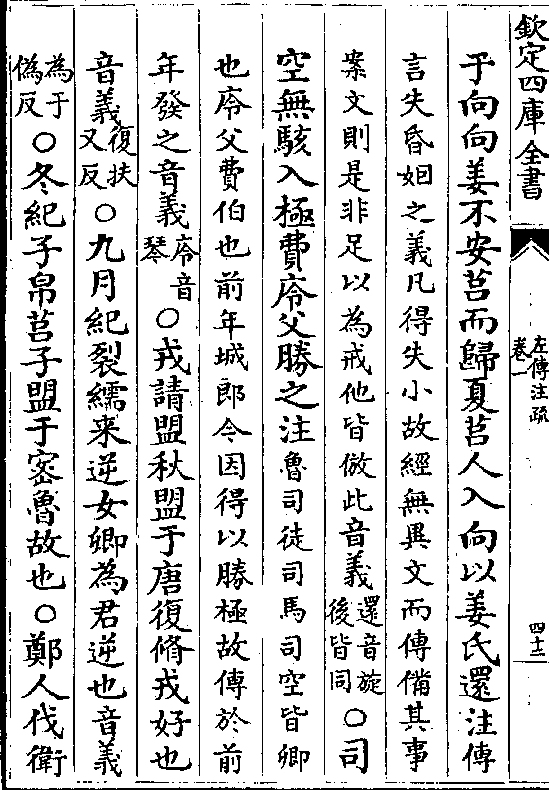 欽定四庫全書
左傳注疏
卷一
四十三
于向向姜不安莒而歸夏莒人入向以姜氏還注傳
言失昏姻之義凡得失小故經無異文而傳備其事
案文則是非足以為戒他皆倣此音義還音旋後皆同○司
空無駭入極費庈父勝之注魯司徒司馬司空皆卿
也庈父費伯也前年城郎今因得以勝極故傳於前
年發之音義庈音琴○戎請盟秋盟于唐復脩戎好也
音義復扶又反○九月紀裂繻来逆女卿為君逆也音義
為于偽反○冬紀子帛莒子盟于宻魯故也○鄭人伐衛